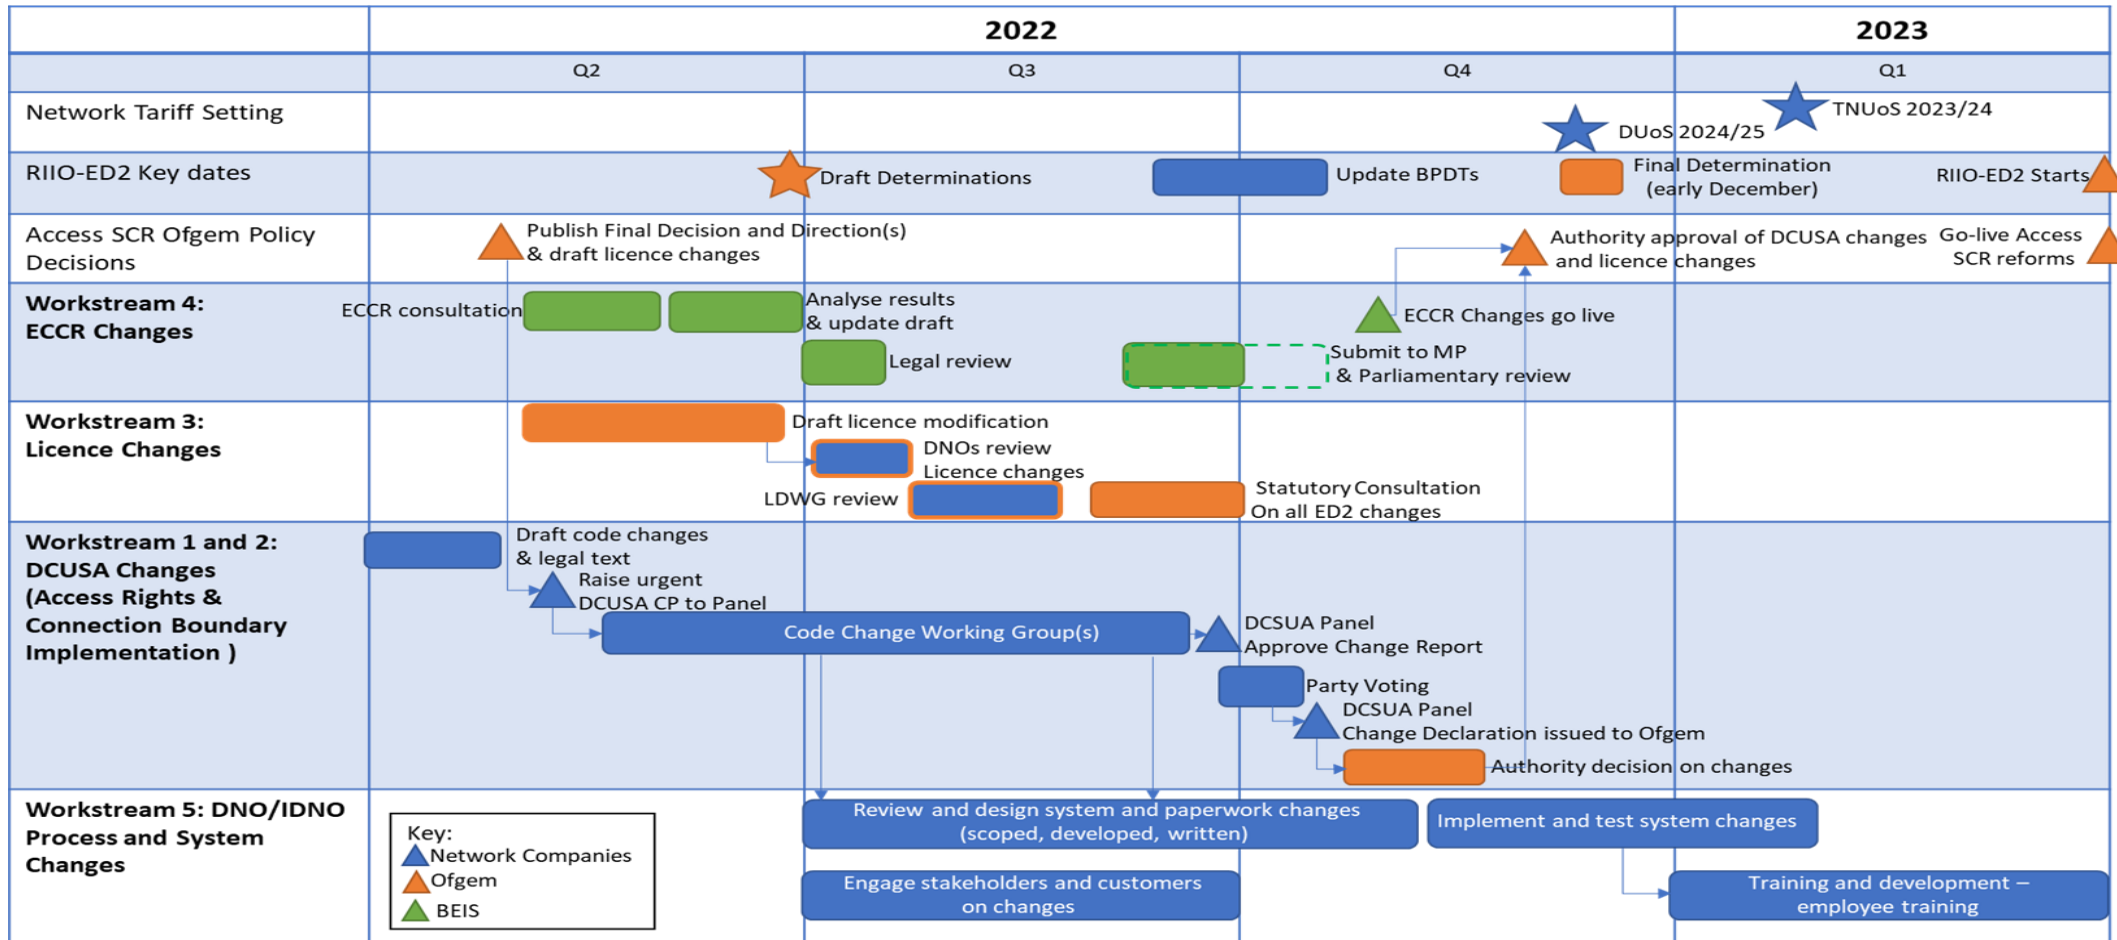 2022
2023
Q2
Q3
Q4
Q1
Network Tariff Setting
TNUoS 2023/24
DUoS 2024/25
RIIO-ED2 Key dates
Draft Determinations
Update BPDTs
Final Determination
(early December)
RIIO-ED2 Starts
Access SCR Ofgem Policy
Decisions
Publish Final Decision and Direction(s)
& draft licence changes
Authority approval of DCUSA changes
and licence changes
Go-live Access
SCR reforms
Workstream 4:
ECCR Changes
ECCR consultation
Analyse results
& update draft
Legal review
ECCR Changes go live
Submit to MP
& Parliamentary review
Workstream 3:
Licence Changes
Draft licence modification
DNOs review
Licence changes
LDWG review
Statutory Consultation
On all ED2 changes
Workstream 1 and 2:
DCUSA Changes
(Access Rights &
Connection Boundary
Implementation )
Draft code changes
& legal text
Raise urgent
DCUSA CP to Panel
Code Change Working Group(s)
DCSUA Panel
Approve Change Report
Party Voting
DCSUA Panel
Change Declaration issued to Ofgem
Authority decision on changes
Workstream 5: DNO/IDNO
Process and System
Changes
Key:
Network Companies
Ofgem
BEIS
Review and design system and paperwork changes
(scoped, developed, written)
Implement and test system changes
Engage stakeholders and customers
on changes
Training and development –
employee training